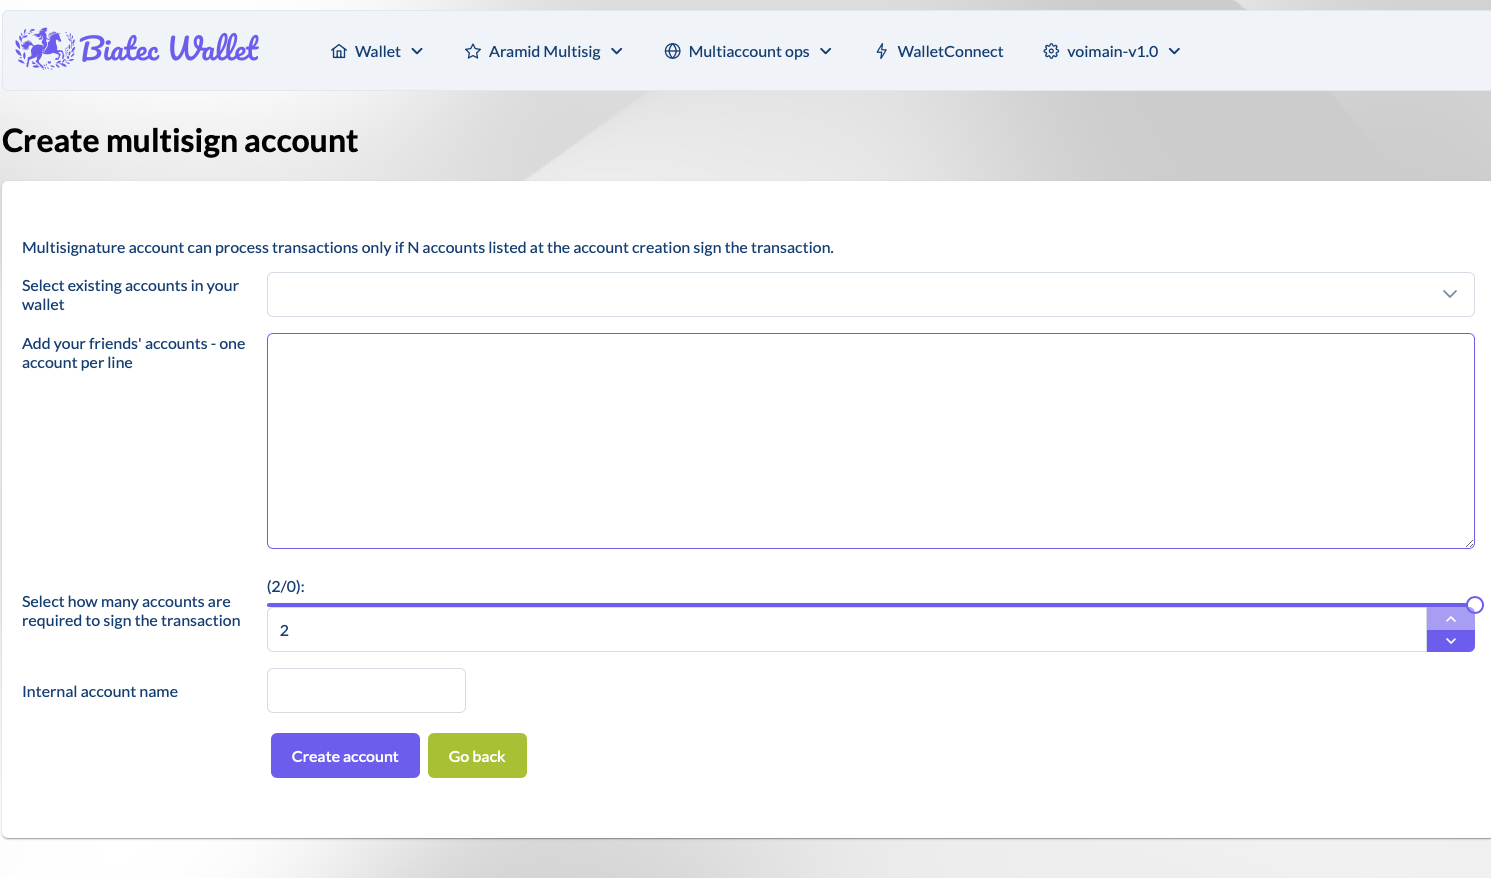 Biatec Wallet
Wallet
Aramid Multisig
Multiaccount ops
WalletConnect
voimain-v1.0
Create multisign account
Multisignature account can process transactions only if N accounts listed at the account creation sign the transaction.
Select existing accounts in your
wallet
Add your friends' accounts - one
account per line
(2/0):
Select how many accounts are
required to sign the transaction
2
Internal account name
Create account
Go back